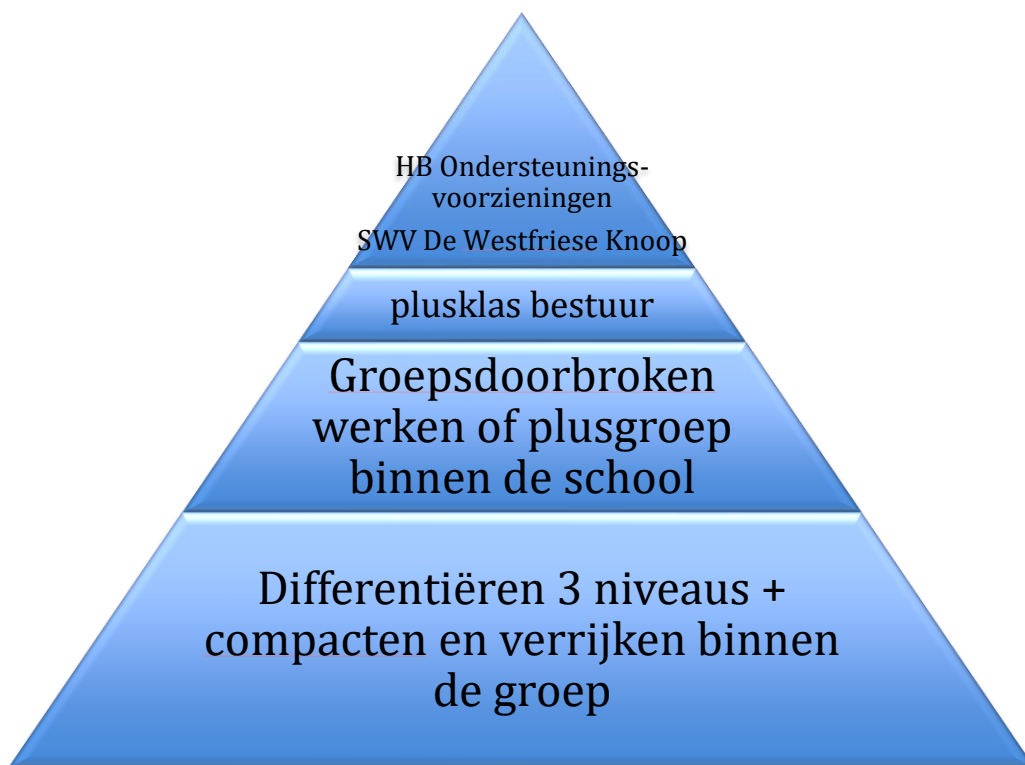 HB Ondersteunings-
voorzieningen
SWV De Westfriese Knoop
plusklas bestuur
Groepsdoorbroken
werken of plusgroep
binnen de school
Differentiëren 3 niveaus +
compacten en verrijken binnen
de groep